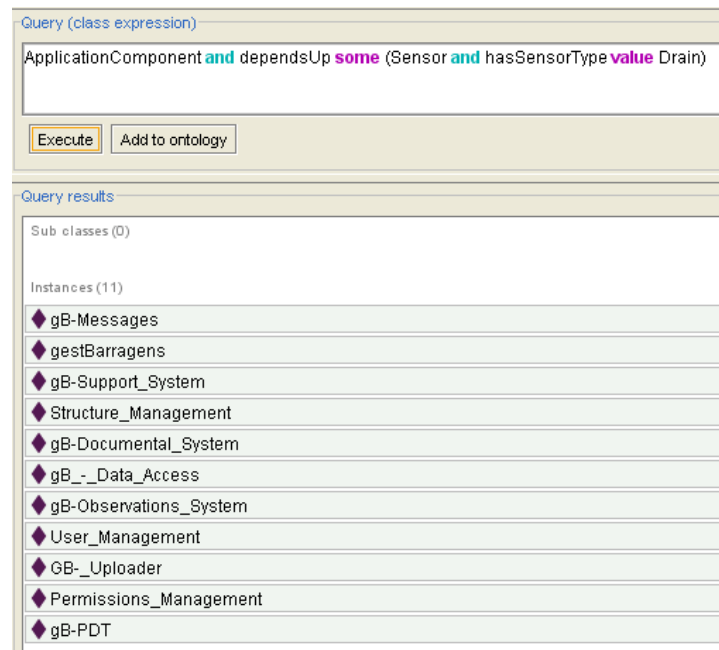 Query (class expression)
ApplicationComponent and dependsUp some (Sensor and hasSensorType value Drain)
Execute
Add to ontology
Query results
Sub classes (0)
Instances (11)
gB-Messages
gestBarragens
gB-Support_System
Structure_Management
gB-Documental_System
gB_-_Data_Access
gB-Observations_System
User_Management
GB-_Uploader
Permissions_Management
gB-PDT